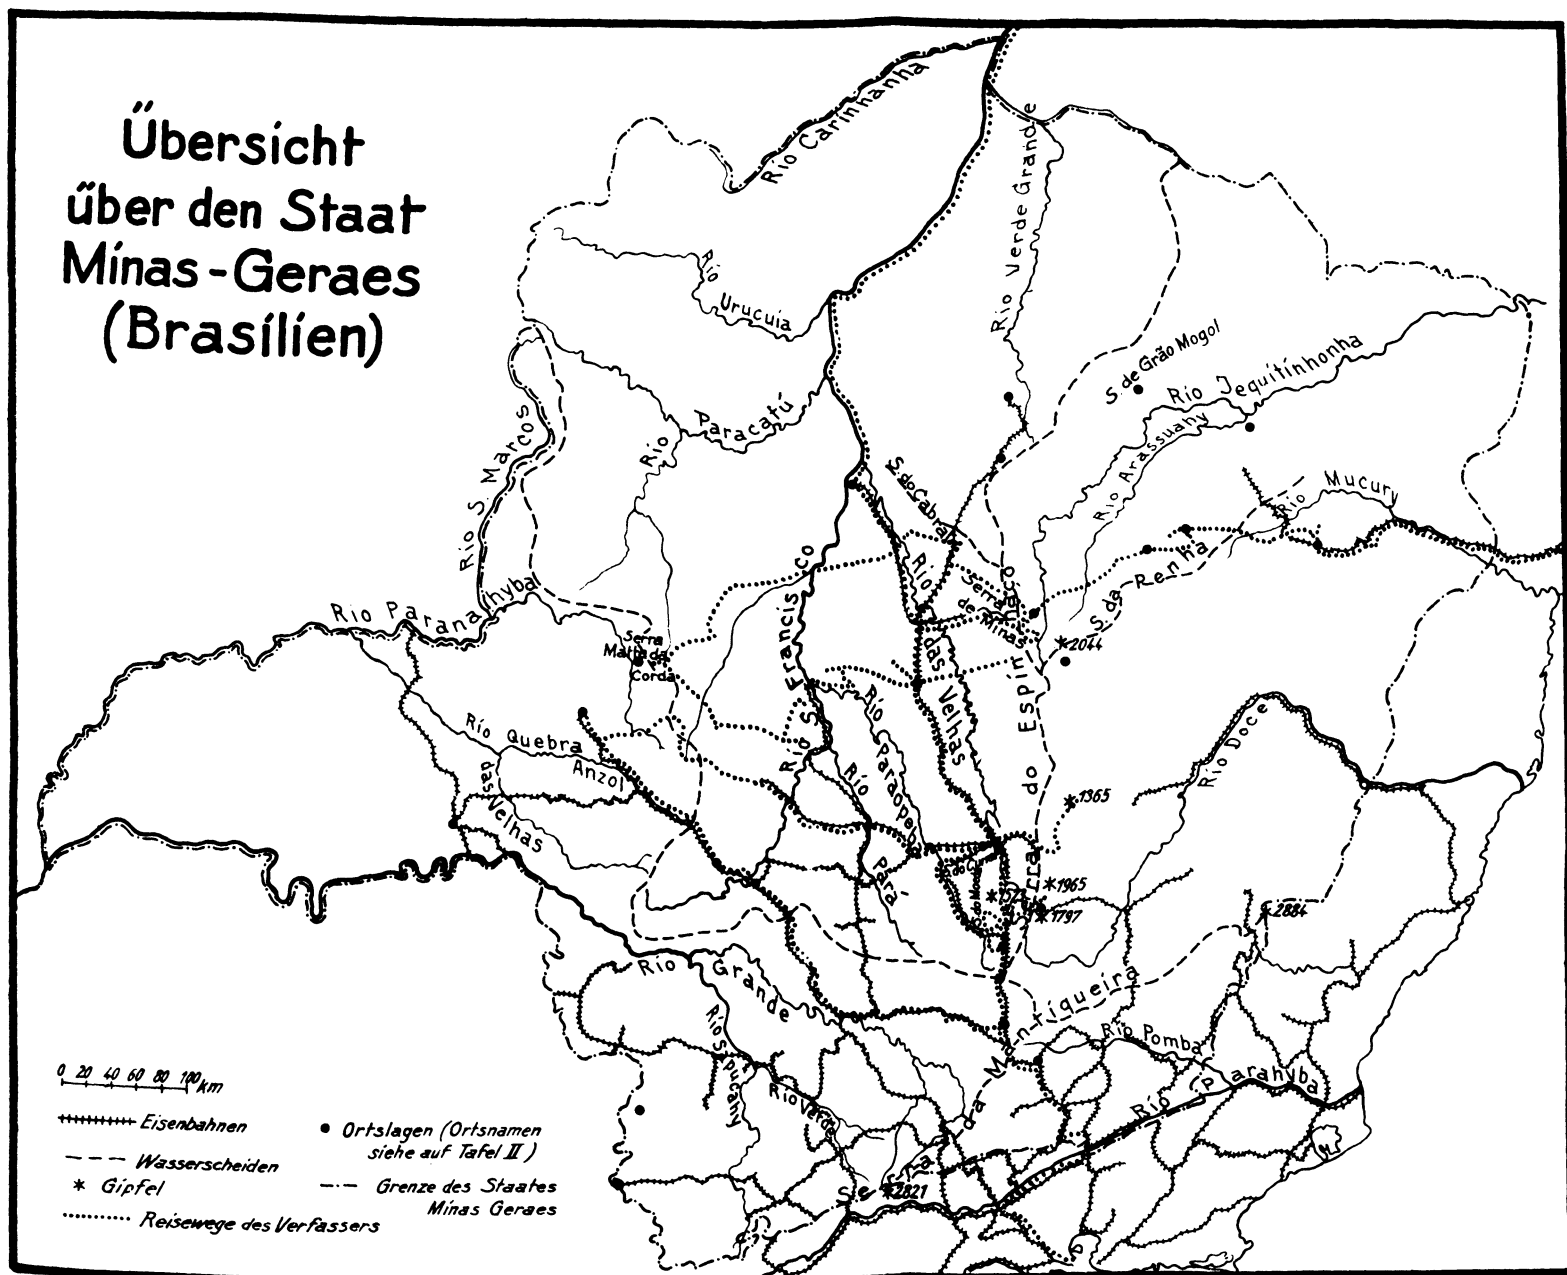 Übersicht
über den Staat
Minas-Geraes
(Brasilien)
Rio Carinhanha
Rio Verde Grande
Rio Urucuia
S. de Grão Mogol
Rio Jequitinhonha
Rio Arassuahy
Rio Paracatú
Rio S. Marcos
S. do Cabral
Rio Mucury
Rio Paranahyba
Serra
Mattada
Corda
Rio S. Francisco
Rio das Velhas
Serra
de
Minas
S. da Renha
*2044
Serra do Espinhaço
Rio Quebra
Anzol
das Velhas
Rio Paraopeba
Rio Pará
Rio Doce
*1365
*1965
*1797
*2884
Rio Grande
Rio Sapucahy
Rio Verde
Serra da Mantiqueira
Rio Pomba
Rio Parahyba
*2821
0 20 40 60 80 100 km
Eisenbahnen
Wasserscheiden
* Gipfel
Reisewege des Verfassers
Ortslagen (Ortsnamen
siehe auf Tafel II)
Grenze des Staates
Minas Geraes